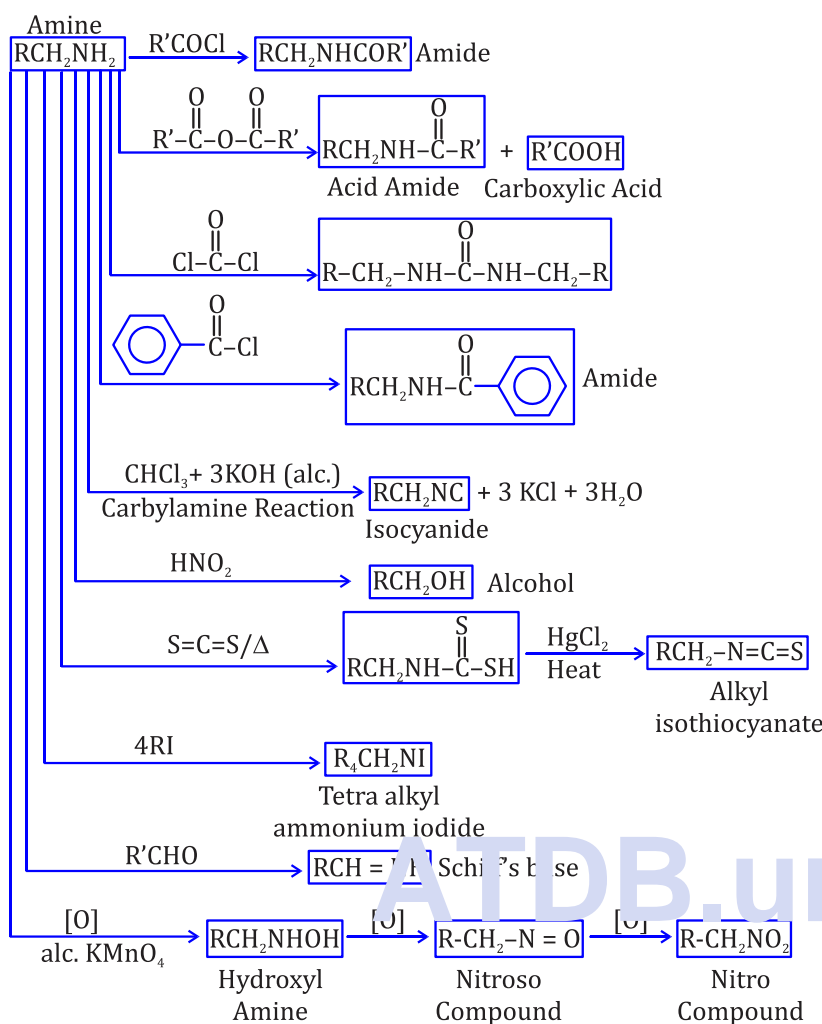 Amine
RCH₂NH₂ R’COCl RCH₂NHCOR’ Amide
O O
R’–C–O–C–R’
O
RCH₂NH–C–R’ + R’COOH
Acid Amide Carboxylic Acid
O
Cl–C–Cl
O
R–CH₂–NH–C–NH–CH₂–R
O
C–Cl
O
RCH₂NH–C– Amide
CHCl₃+ 3KOH (alc.)
Carbylamine Reaction
RCH₂NC + 3 KCl + 3H₂O
Isocyanide
HNO₂ RCH₂OH Alcohol
S=C=S/Δ
S
RCH₂NH–C–SH
HgCl₂
Heat
RCH₂–N=C=S
Alkyl
isothiocyanate
4RI R₄CH₂NI
Tetra alkyl
ammonium iodide
R’CHO RCH = Schiff’s base
ATDB.u
[O]
alc. KMnO₄
RCH₂NHOH [O] R-CH₂–N = O [O] R-CH₂NO₂
Hydroxyl
Amine
Nitroso
Compound
Nitro
Compound